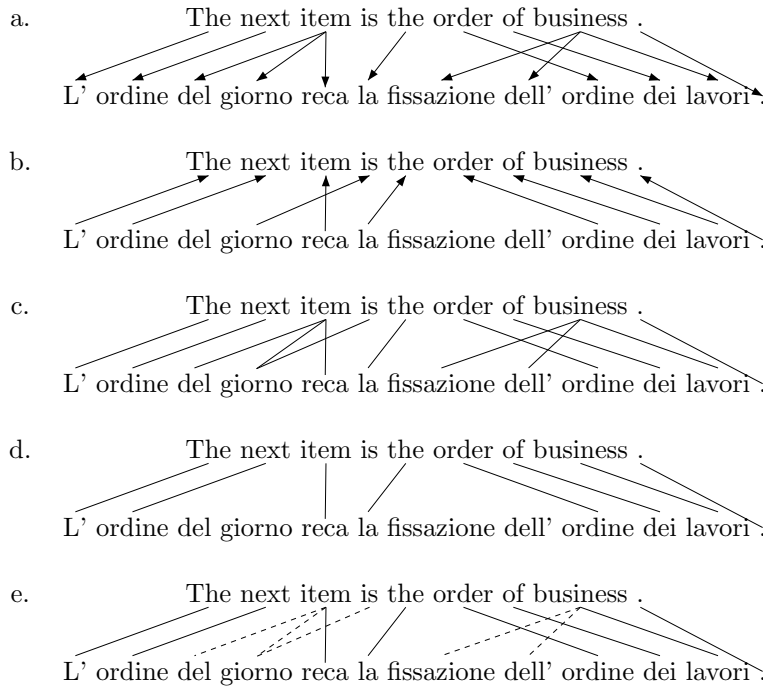 a. The next item is the order of business .
L' ordine del giorno reca la fissazione dell' ordine dei lavori .
b. The next item is the order of business .
L' ordine del giorno reca la fissazione dell' ordine dei lavori .
c. The next item is the order of business .
L' ordine del giorno reca la fissazione dell' ordine dei lavori .
d. The next item is the order of business .
L' ordine del giorno reca la fissazione dell' ordine dei lavori .
e. The next item is the order of business .
L' ordine del giorno reca la fissazione dell' ordine dei lavori .